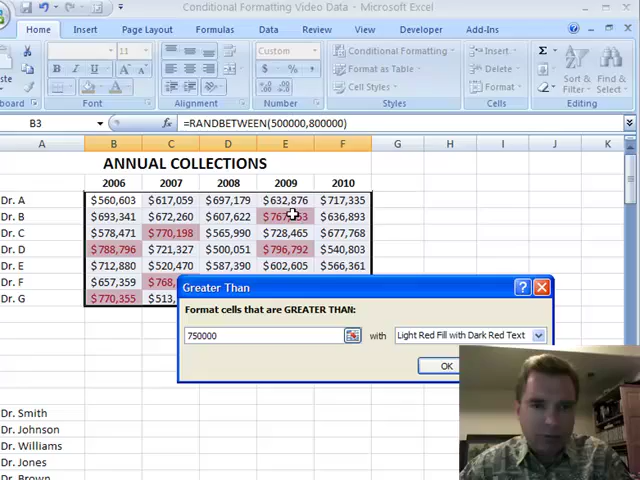 Conditional Formatting Video Data - Microsoft Excel
Home Insert Formulas Data Review Developer Add-Ins
11 Custom Conditional Formatting Insert
B I U $ % , Format as Table Delete Sort & Find &
Cell Styles Format Filter Select
Font Alignment Number Styles Cells Editing
B3 fx =RANDBETWEEN(500000,800000)
A B C D E F G H I J K
ANNUAL COLLECTIONS
2006 2007 2008 2009 2010
Dr. A $560,603 $617,059 $697,179 $632,876 $717,335
Dr. B $693,341 $672,260 $607,622 $636,893
Dr. C $578,471 $770,198 $565,990 $728,465 $677,768
Dr. D $788,796 $721,327 $500,051 $796,792 $540,803
Dr. E $712,880 $520,470 $587,390 $602,605 $566,361
Dr. F $657,359 $768,
Dr. G $770,355 $513,
Greater Than
Format cells that are GREATER THAN:
750000 with Light Red Fill with Dark Red Text
OK
Dr. Smith
Dr. Johnson
Dr. Williams
Dr. Jones
Dr. Brown